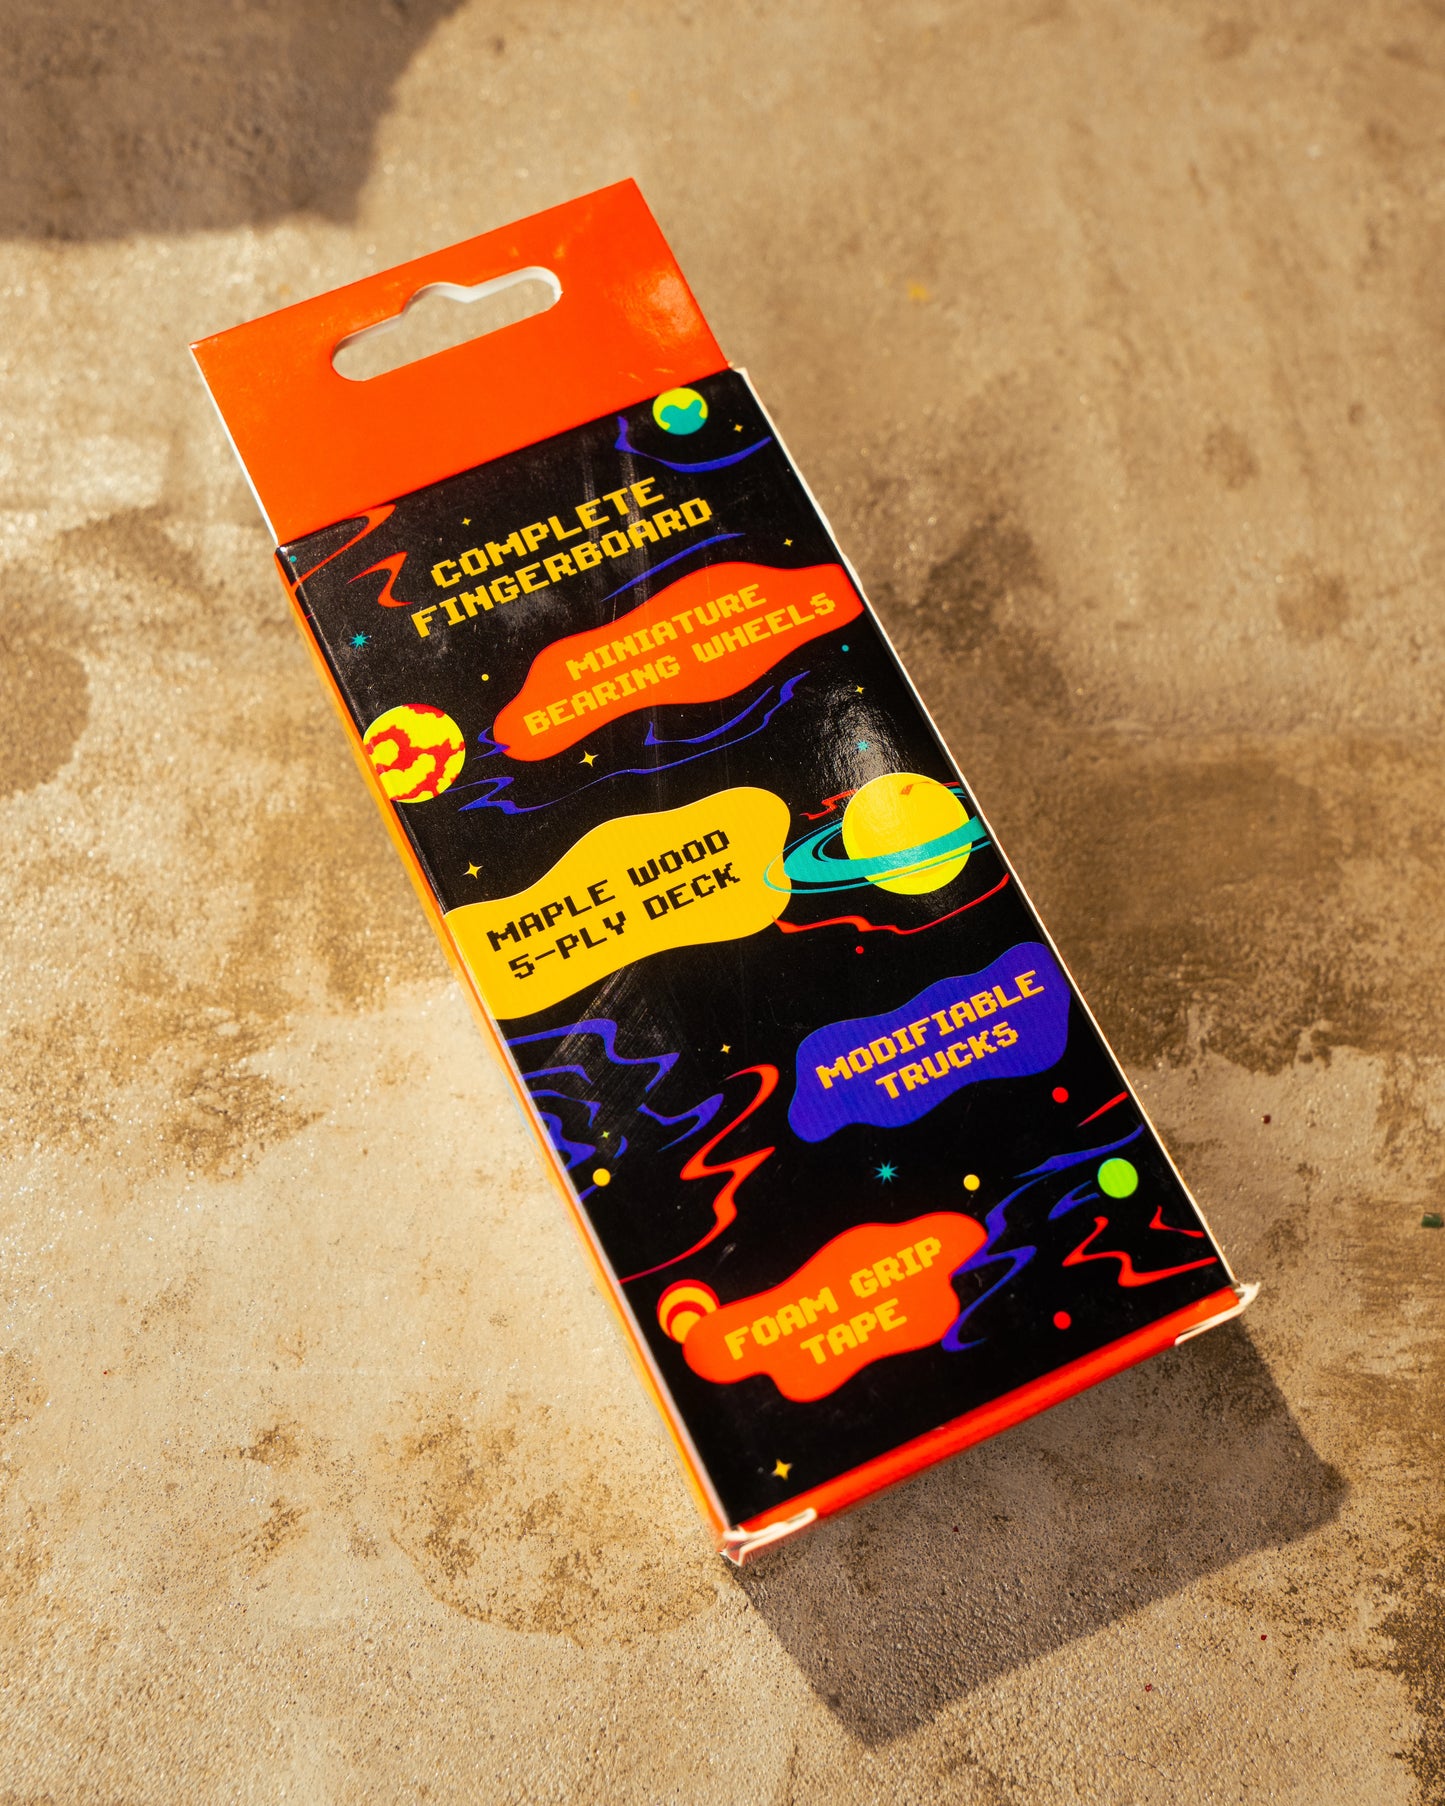 COMPLETE
FINGERBOARD
MINIATURE
BEARING WHEELS
MAPLE WOOD
5-PLY DECK
MODIFIABLE
TRUCKS
FOAM GRIP
TAPE